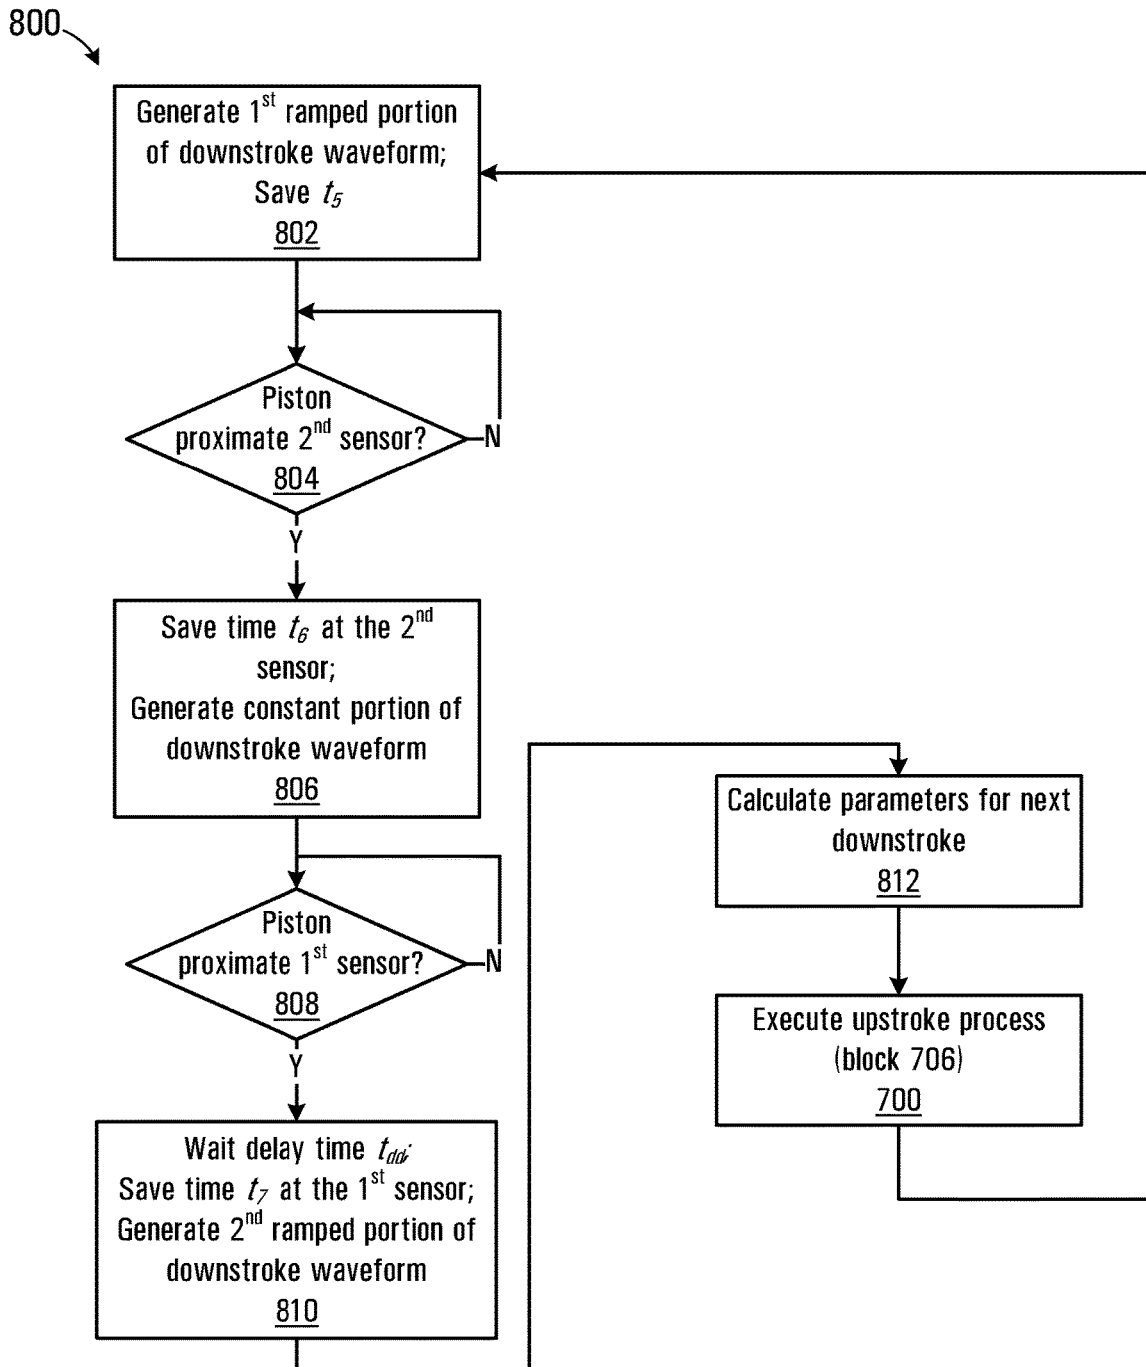 800
Generate 1st ramped portion
of downstroke waveform;
Save t5
802
Piston
proximate 2nd sensor?
804
N
Y
Save time t6 at the 2nd
sensor;
Generate constant portion of
downstroke waveform
806
Piston
proximate 1st sensor?
808
N
Y
Wait delay time tdd;
Save time t7 at the 1st sensor;
Generate 2nd ramped portion of
downstroke waveform
810
Calculate parameters for next
downstroke
812
Execute upstroke process
(block 706)
700